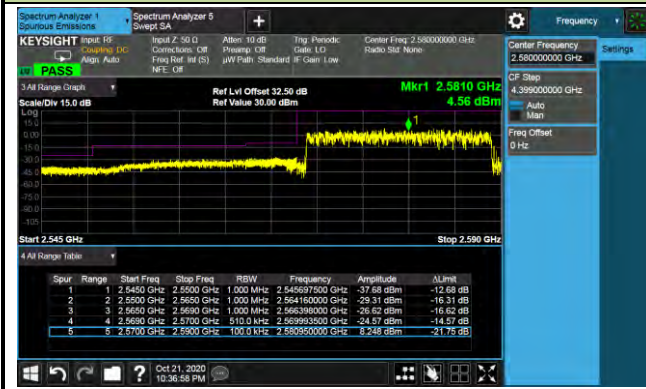 Spectrum Analyzer 1
Spurious Emissions
Spectrum Analyzer 5
Swept SA
Frequency
KEYSIGHT
Input: RF
Coupling: DC
Align: Auto
Input Z: 50 Ω
Corrections: Off
Freq Ref: Int (S)
NFE: Off
Atten: 10 dB
Preamp: Off
µW Path: Standard
Trig: Periodic
Gate: LO
IF Gain: Low
Center Freq: 2.580000000 GHz
Radio Std: None
PASS
Center Frequency
2.580000000 GHz
Settings
CF Step
4.399000000 GHz
Auto
Man
Freq Offset
0 Hz
3 All Range Graph
Scale/Div 15.0 dB
Ref Lvl Offset 32.50 dB
Ref Value 30.00 dBm
Mkr1 2.5810 GHz
4.56 dBm
Log
15.0
0.00
-15.0
-30.0
-45.0
-60.0
-75.0
-90.0
-105
1
Start 2.545 GHz
Stop 2.590 GHz
4 All Range Table
Spur Range Start Freq Stop Freq RBW Frequency Amplitude ΔLimit
1 1 2.5450 GHz 2.5500 GHz 1.000 MHz 2.545697500 GHz -37.68 dBm -12.68 dB
2 2 2.5500 GHz 2.5650 GHz 1.000 MHz 2.564160000 GHz -29.31 dBm -16.31 dB
3 3 2.5650 GHz 2.5690 GHz 1.000 MHz 2.566398000 GHz -26.62 dBm -16.62 dB
4 4 2.5690 GHz 2.5700 GHz 510.0 kHz 2.569993500 GHz -24.57 dBm -14.57 dB
5 5 2.5700 GHz 2.5900 GHz 100.0 kHz 2.580950000 GHz 8.248 dBm -21.75 dB
Oct 21, 2020
10:36:58 PM